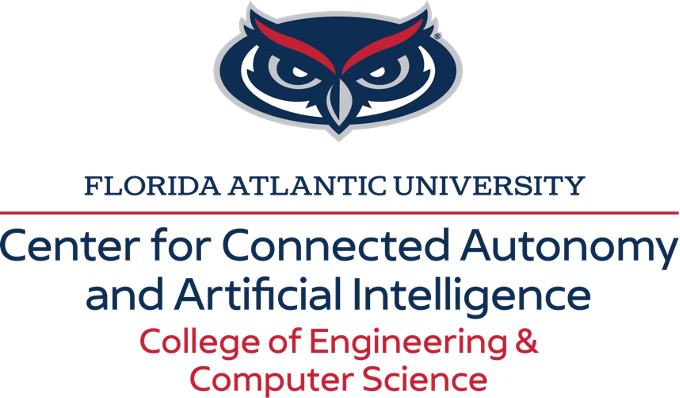 ®
FLORIDA ATLANTIC UNIVERSITY
Center for Connected Autonomy
and Artificial Intelligence
College of Engineering &
Computer Science